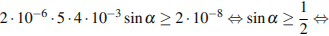 2 · 10⁻⁶ · 5 · 4 · 10⁻³ sin α ≥ 2 · 10⁻⁸ ⇔ sin α ≥ 1/2 ⇔